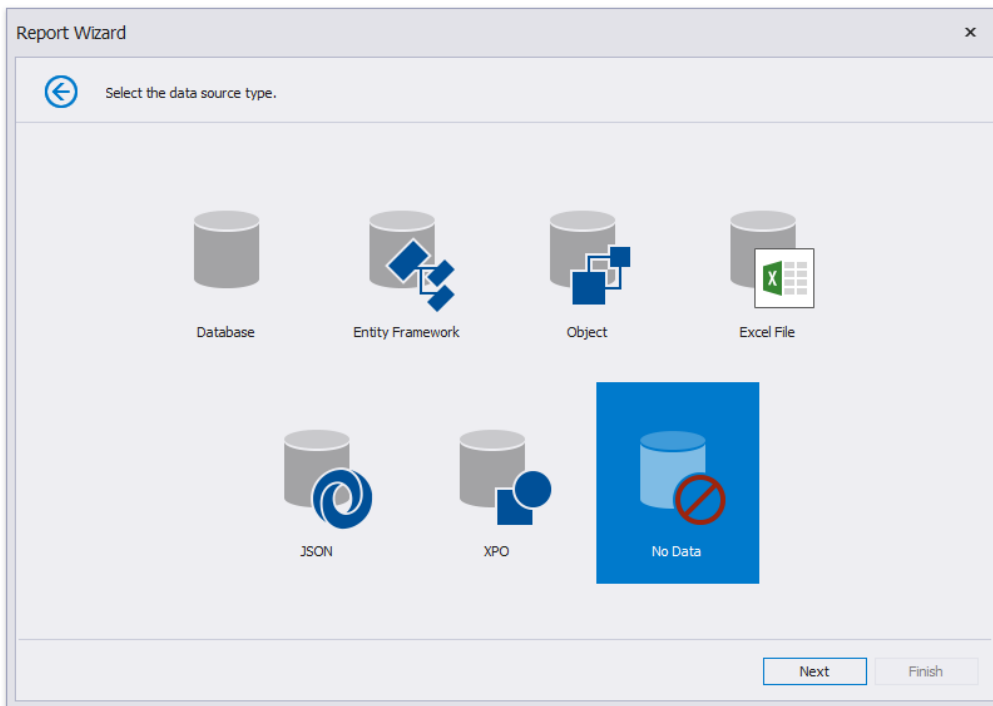 Report Wizard
Select the data source type.
Database
Entity Framework
Object
Excel File
JSON
XPO
No Data
Next
Finish